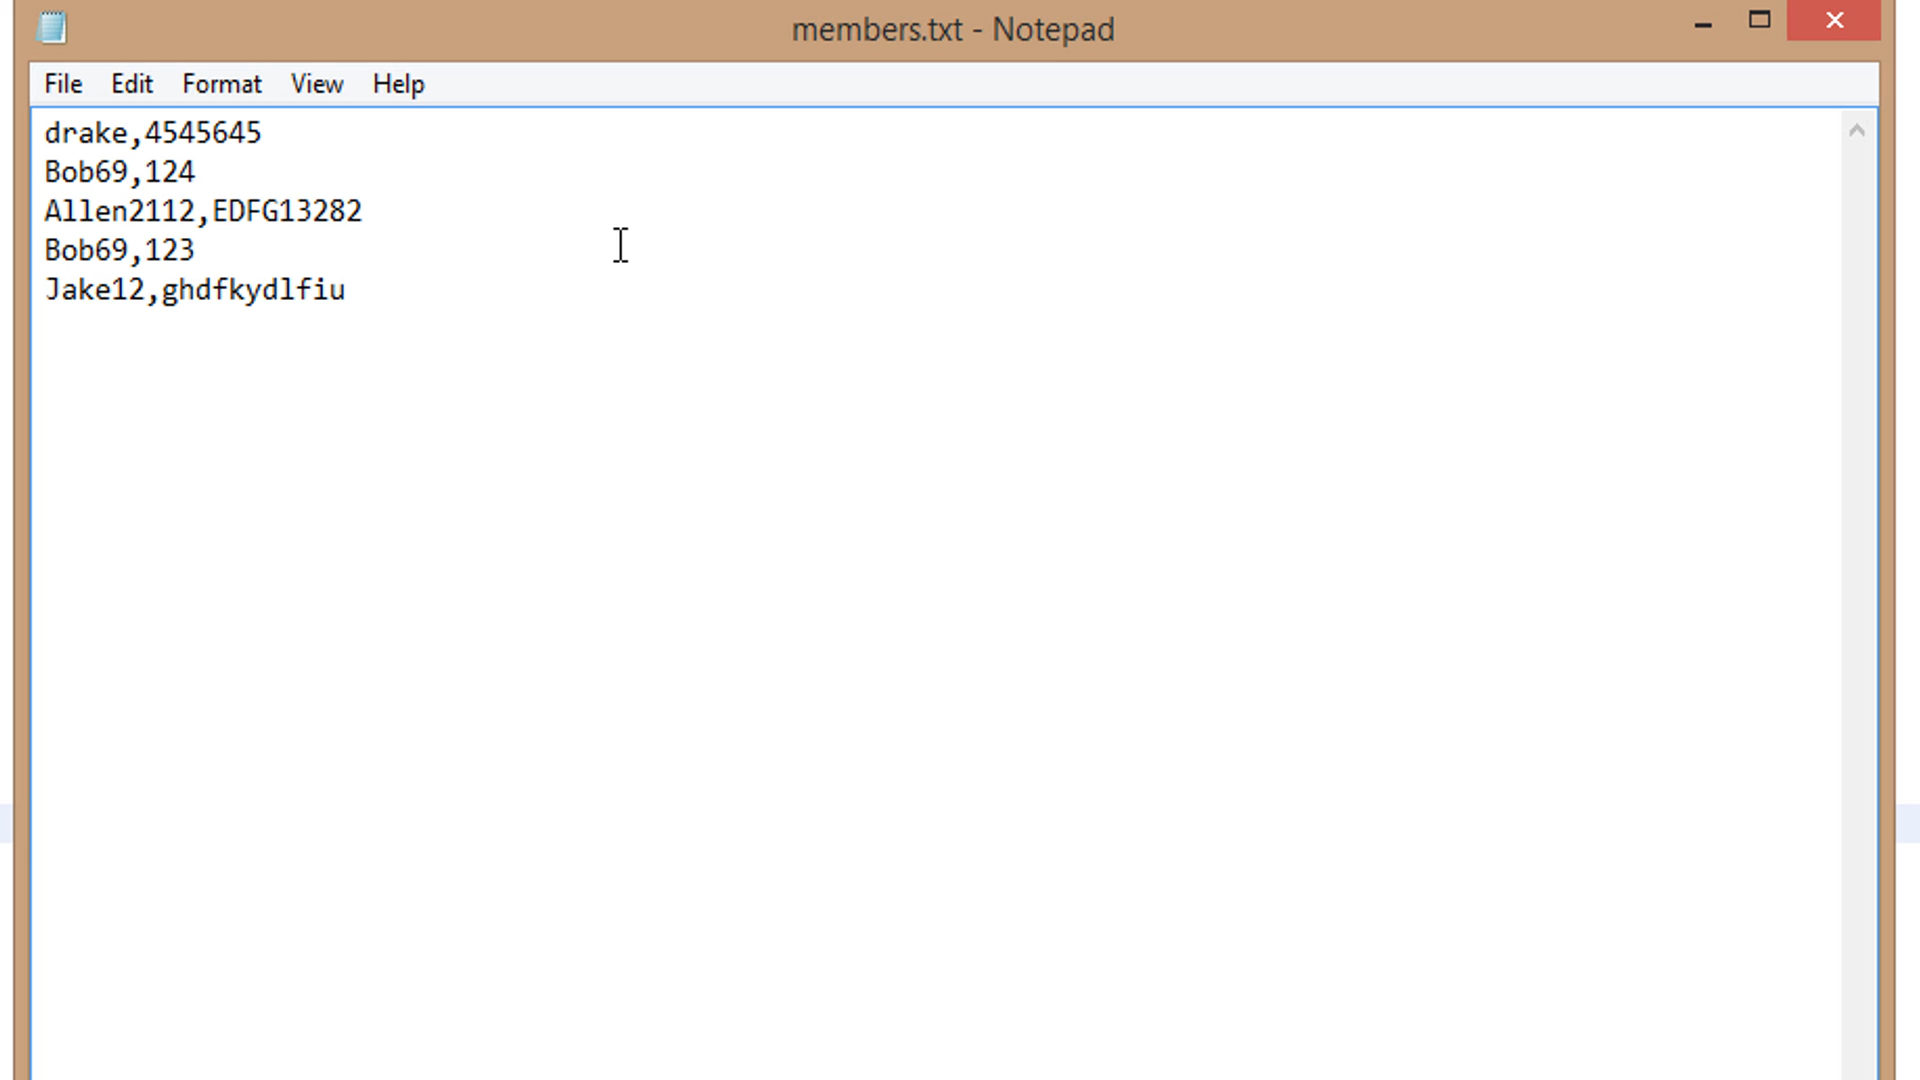 members.txt - Notepad
File Edit Format View Help
drake,4545645
Bob69,124
Allen2112,EDFG13282
Bob69,123
Jake12,ghdfkydlfiu